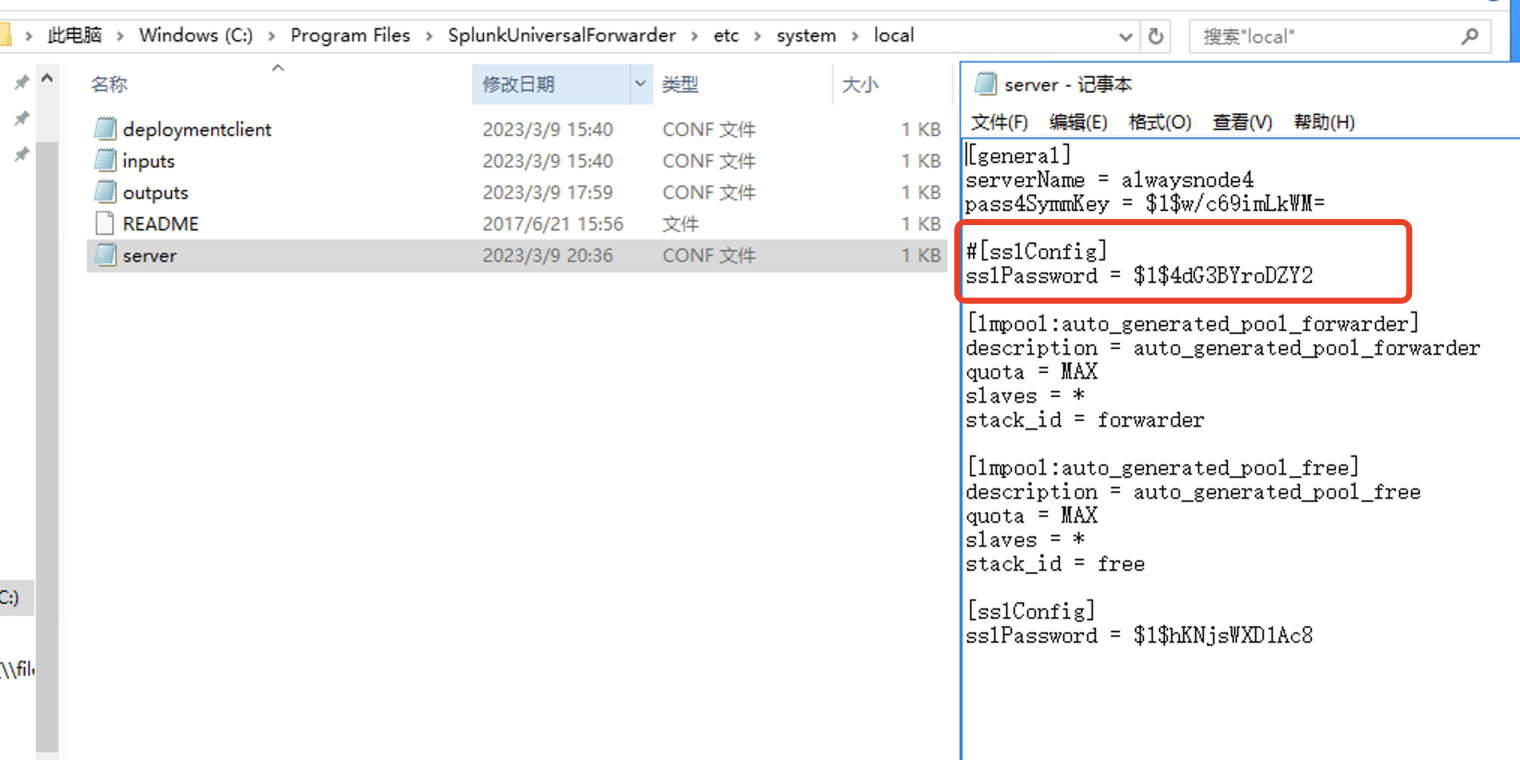 此电脑 > Windows (C:) > Program Files > SplunkUniversalForwarder > etc > system > local
搜索"local"
名称 修改日期 类型 大小
deploymentclient 2023/3/9 15:40 CONF 文件 1 KB
inputs 2023/3/9 15:40 CONF 文件 1 KB
outputs 2023/3/9 17:59 CONF 文件 1 KB
README 2017/6/21 15:56 文件 1 KB
server 2023/3/9 20:36 CONF 文件 1 KB
C:)
\\file
server - 记事本
文件(F) 编辑(E) 格式(O) 查看(V) 帮助(H)
[general]
serverName = alwaysnode4
pass4SymmKey = $1$w/c69imLkWM=
#[sslConfig]
sslPassword = $1$4dG3BYroDZY2
[lmpool:auto_generated_pool_forwarder]
description = auto_generated_pool_forwarder
quota = MAX
slaves = *
stack_id = forwarder
[lmpool:auto_generated_pool_free]
description = auto_generated_pool_free
quota = MAX
slaves = *
stack_id = free
[sslConfig]
sslPassword = $1$hKNjsWXD1Ac8